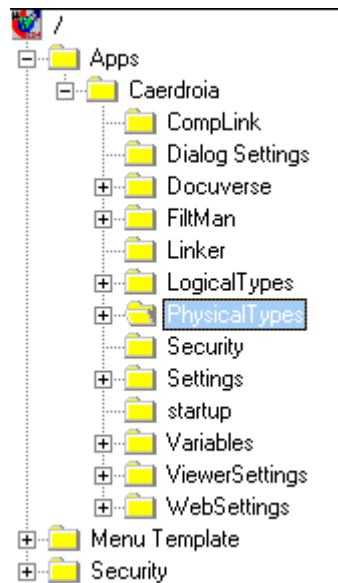 /
Apps
Caerdroia
CompLink
Dialog Settings
Docuverse
FiltMan
Linker
LogicalTypes
PhysicalTypes
Security
Settings
startup
Variables
ViewerSettings
WebSettings
Menu Template
Security